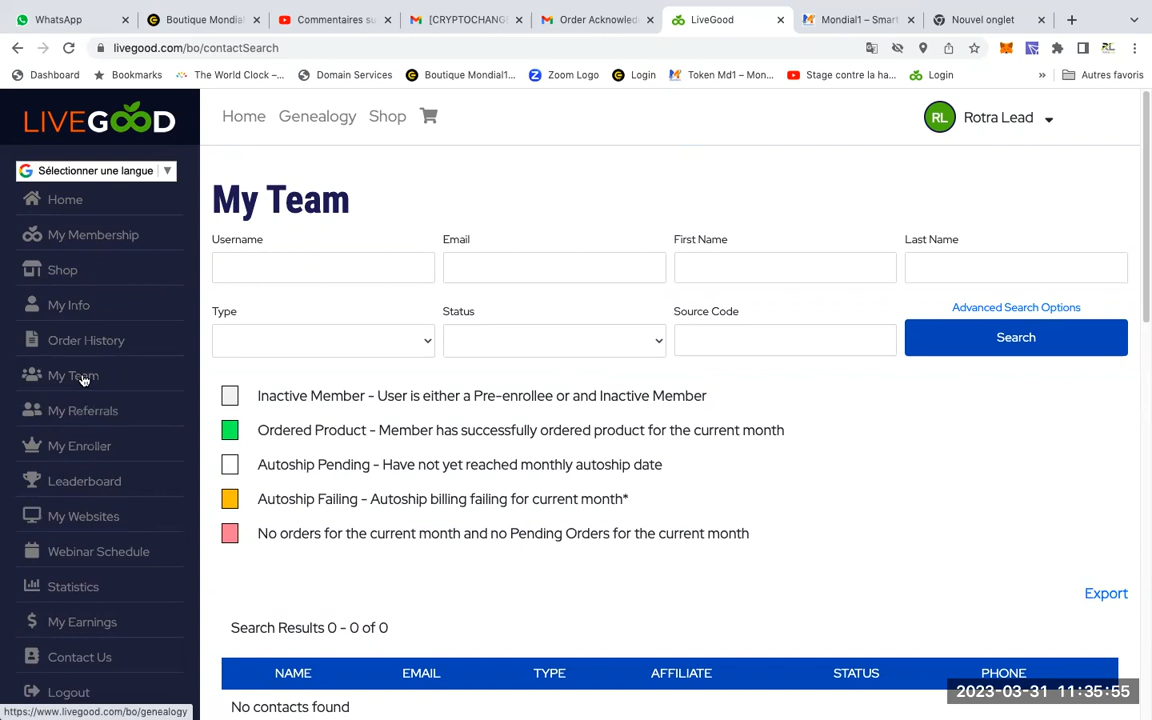 WhatsApp
Boutique Mondial
Commentaires su
[CRYPTOCHANG
Order Acknowled
LiveGood
Mondial1 – Smar
Nouvel onglet
livegood.com/bo/contactSearch
Dashboard
Bookmarks
The World Clock –...
Domain Services
Boutique Mondial1...
Zoom Logo
Login
Token Md1 – Mon...
Stage contre la ha...
Login
»
Autres favoris
LIVEGOOD
Home
Genealogy
Shop
RL
Rotra Lead
Sélectionner une langue
Home
My Membership
Shop
My Info
Order History
My Team
My Referrals
My Enroller
Leaderboard
My Websites
Webinar Schedule
Statistics
My Earnings
Contact Us
Logout
https://www.livegood.com/bo/genealogy
My Team
Username
Email
First Name
Last Name
Type
Status
Source Code
Advanced Search Options
Search
Inactive Member - User is either a Pre-enrollee or and Inactive Member
Ordered Product - Member has successfully ordered product for the current month
Autoship Pending - Have not yet reached monthly autoship date
Autoship Failing - Autoship billing failing for current month*
No orders for the current month and no Pending Orders for the current month
Export
Search Results 0 - 0 of 0
NAME EMAIL TYPE AFFILIATE STATUS PHONE
No contacts found
2023-03-31 11:35:55